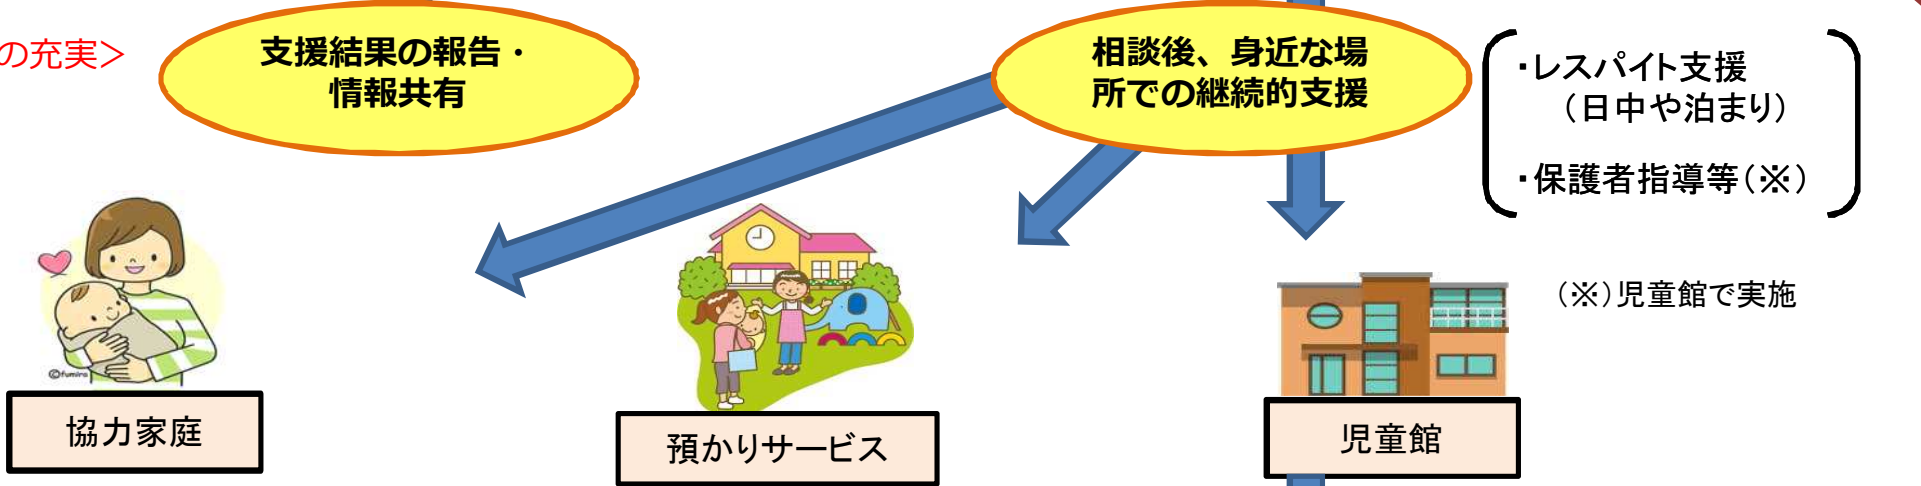 の充実>
支援結果の報告・
情報共有
相談後、身近な場
所での継続的支援
・レスパイト支援
（日中や泊まり）
・保護者指導等（※）
（※）児童館で実施
©fumira
協力家庭
預かりサービス
児童館